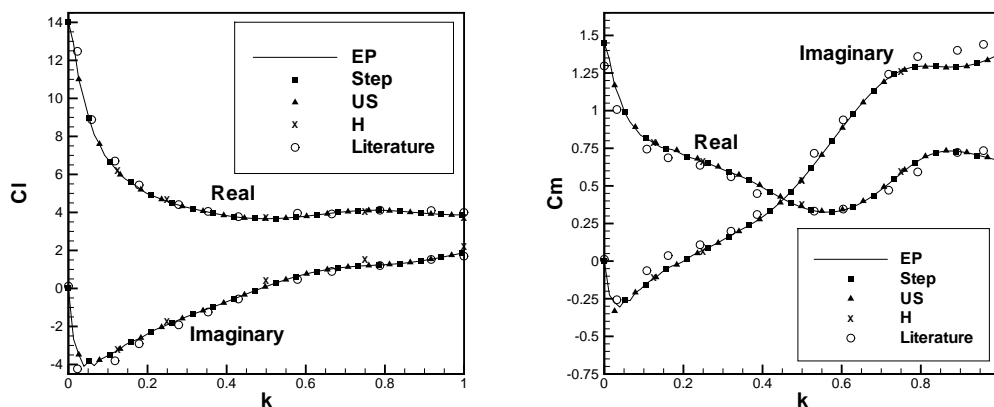 14
12
10
8
6
4
2
0
-2
-4
Cl
0
0.2
0.4
0.6
0.8
1
k
EP
Step
US
H
Literature
Real
Imaginary
1.5
1.25
1
0.75
0.5
0.25
0
-0.25
-0.5
-0.75
Cm
0
0.2
0.4
0.6
0.8
k
Imaginary
Real
EP
Step
US
H
Literature